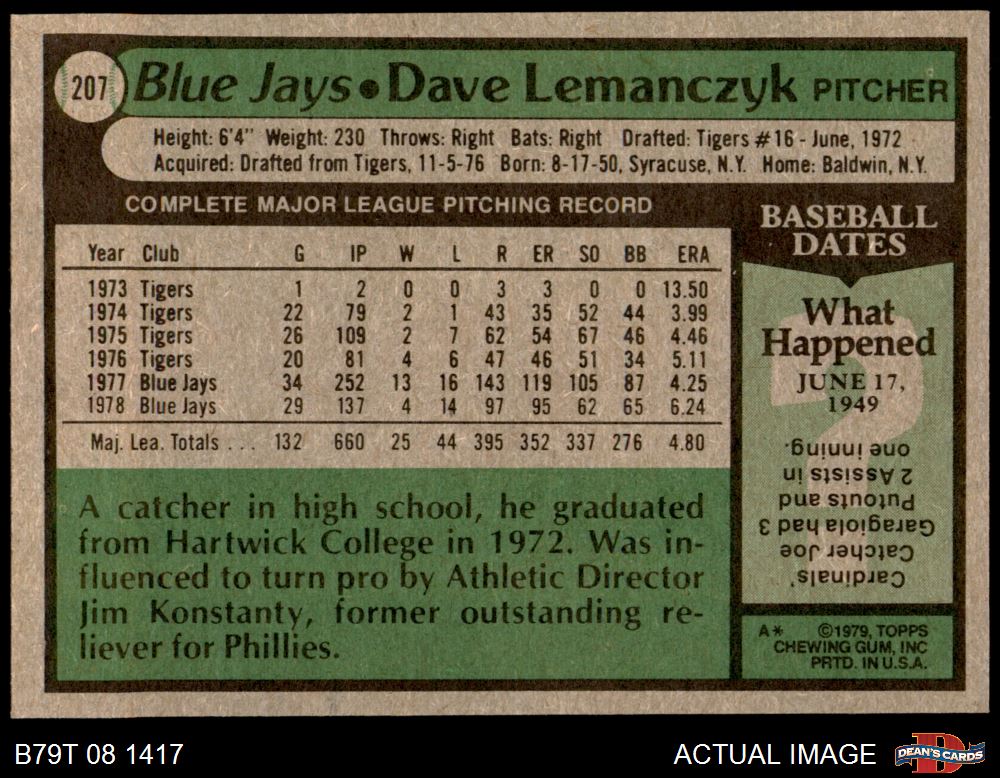 207 Blue Jays • Dave Lemanczyk PITCHER
Height: 6'4" Weight: 230 Throws: Right Bats: Right Drafted: Tigers #16 - June, 1972
Acquired: Drafted from Tigers, 11-5-76 Born: 8-17-50, Syracuse, N.Y. Home: Baldwin, N.Y.
COMPLETE MAJOR LEAGUE PITCHING RECORD
Year Club G IP W L R ER SO BB ERA
1973 Tigers 1 2 0 0 3 3 0 0 13.50
1974 Tigers 22 79 2 1 43 35 52 44 3.99
1975 Tigers 26 109 2 7 62 54 67 46 4.46
1976 Tigers 20 81 4 6 47 46 51 34 5.11
1977 Blue Jays 34 252 13 16 143 119 105 87 4.25
1978 Blue Jays 29 137 4 14 97 95 62 65 6.24
Maj. Lea. Totals . . . 132 660 25 44 395 352 337 276 4.80
A catcher in high school, he graduated
from Hartwick College in 1972. Was in-
fluenced to turn pro by Athletic Director
Jim Konstanty, former outstanding re-
liever for Phillies.
BASEBALL
DATES
What
Happened
JUNE 17,
1949
Cardinals'
Catcher Joe
Garagiola had 3
Putouts and
2 Assists in
one inning.
A* ©1979, TOPPS
CHEWING GUM, INC
PRTD. IN U.S.A.
B79T 08 1417
ACTUAL IMAGE
DEAN'S CARDS